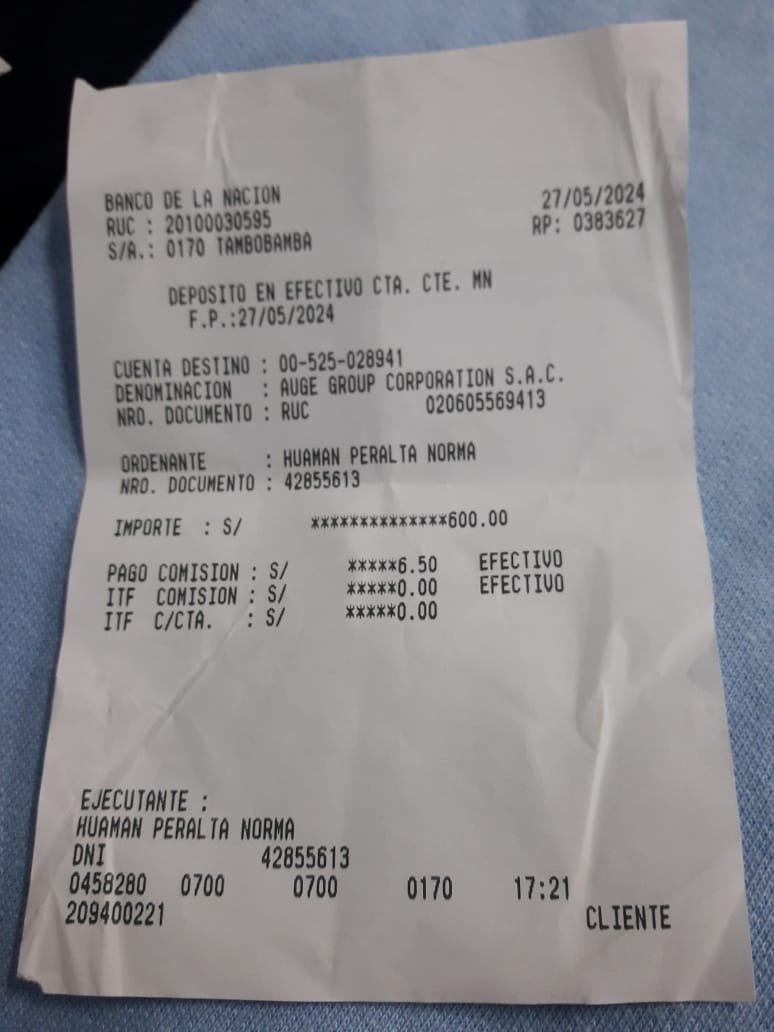 BANCO DE LA NACION 27/05/2024
RUC : 20100030595 RP: 0383627
S/A.: 0170 TAMBOBAMBA
DEPOSITO EN EFECTIVO CTA. CTE. MN
F.P.:27/05/2024
CUENTA DESTINO : 00-525-028941
DENOMINACION : AUGE GROUP CORPORATION S.A.C.
NRO. DOCUMENTO : RUC 020605569413
ORDENANTE : HUAMAN PERALTA NORMA
NRO. DOCUMENTO : 42855613
IMPORTE : S/ **************600.00
PAGO COMISION : S/ *****6.50 EFECTIVO
ITF COMISION : S/ *****0.00 EFECTIVO
ITF C/CTA. : S/ *****0.00
EJECUTANTE :
HUAMAN PERALTA NORMA
DNI 42855613
0458280 0700 0700 0170 17:21
209400221 CLIENTE